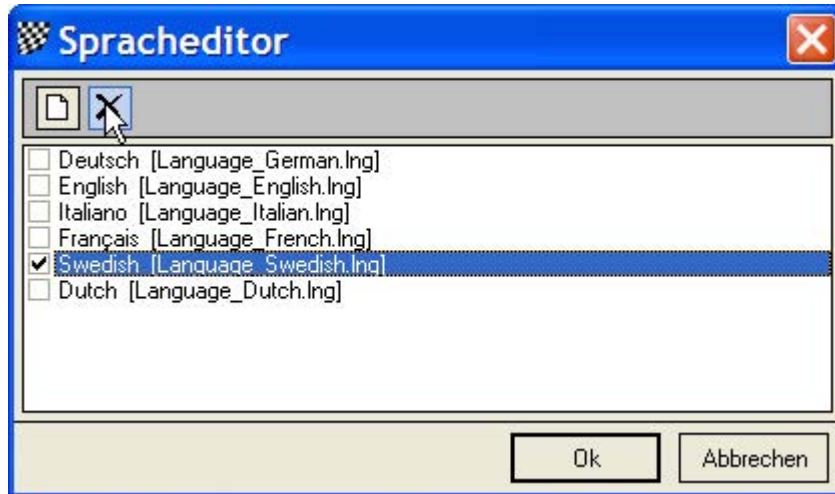 Spracheditor
Deutsch [Language_German.lng]
English [Language_English.lng]
Italiano [Language_Italian.lng]
Français [Language_French.lng]
Swedish [Language_Swedish.lng]
Dutch [Language_Dutch.lng]
Ok
Abbrechen